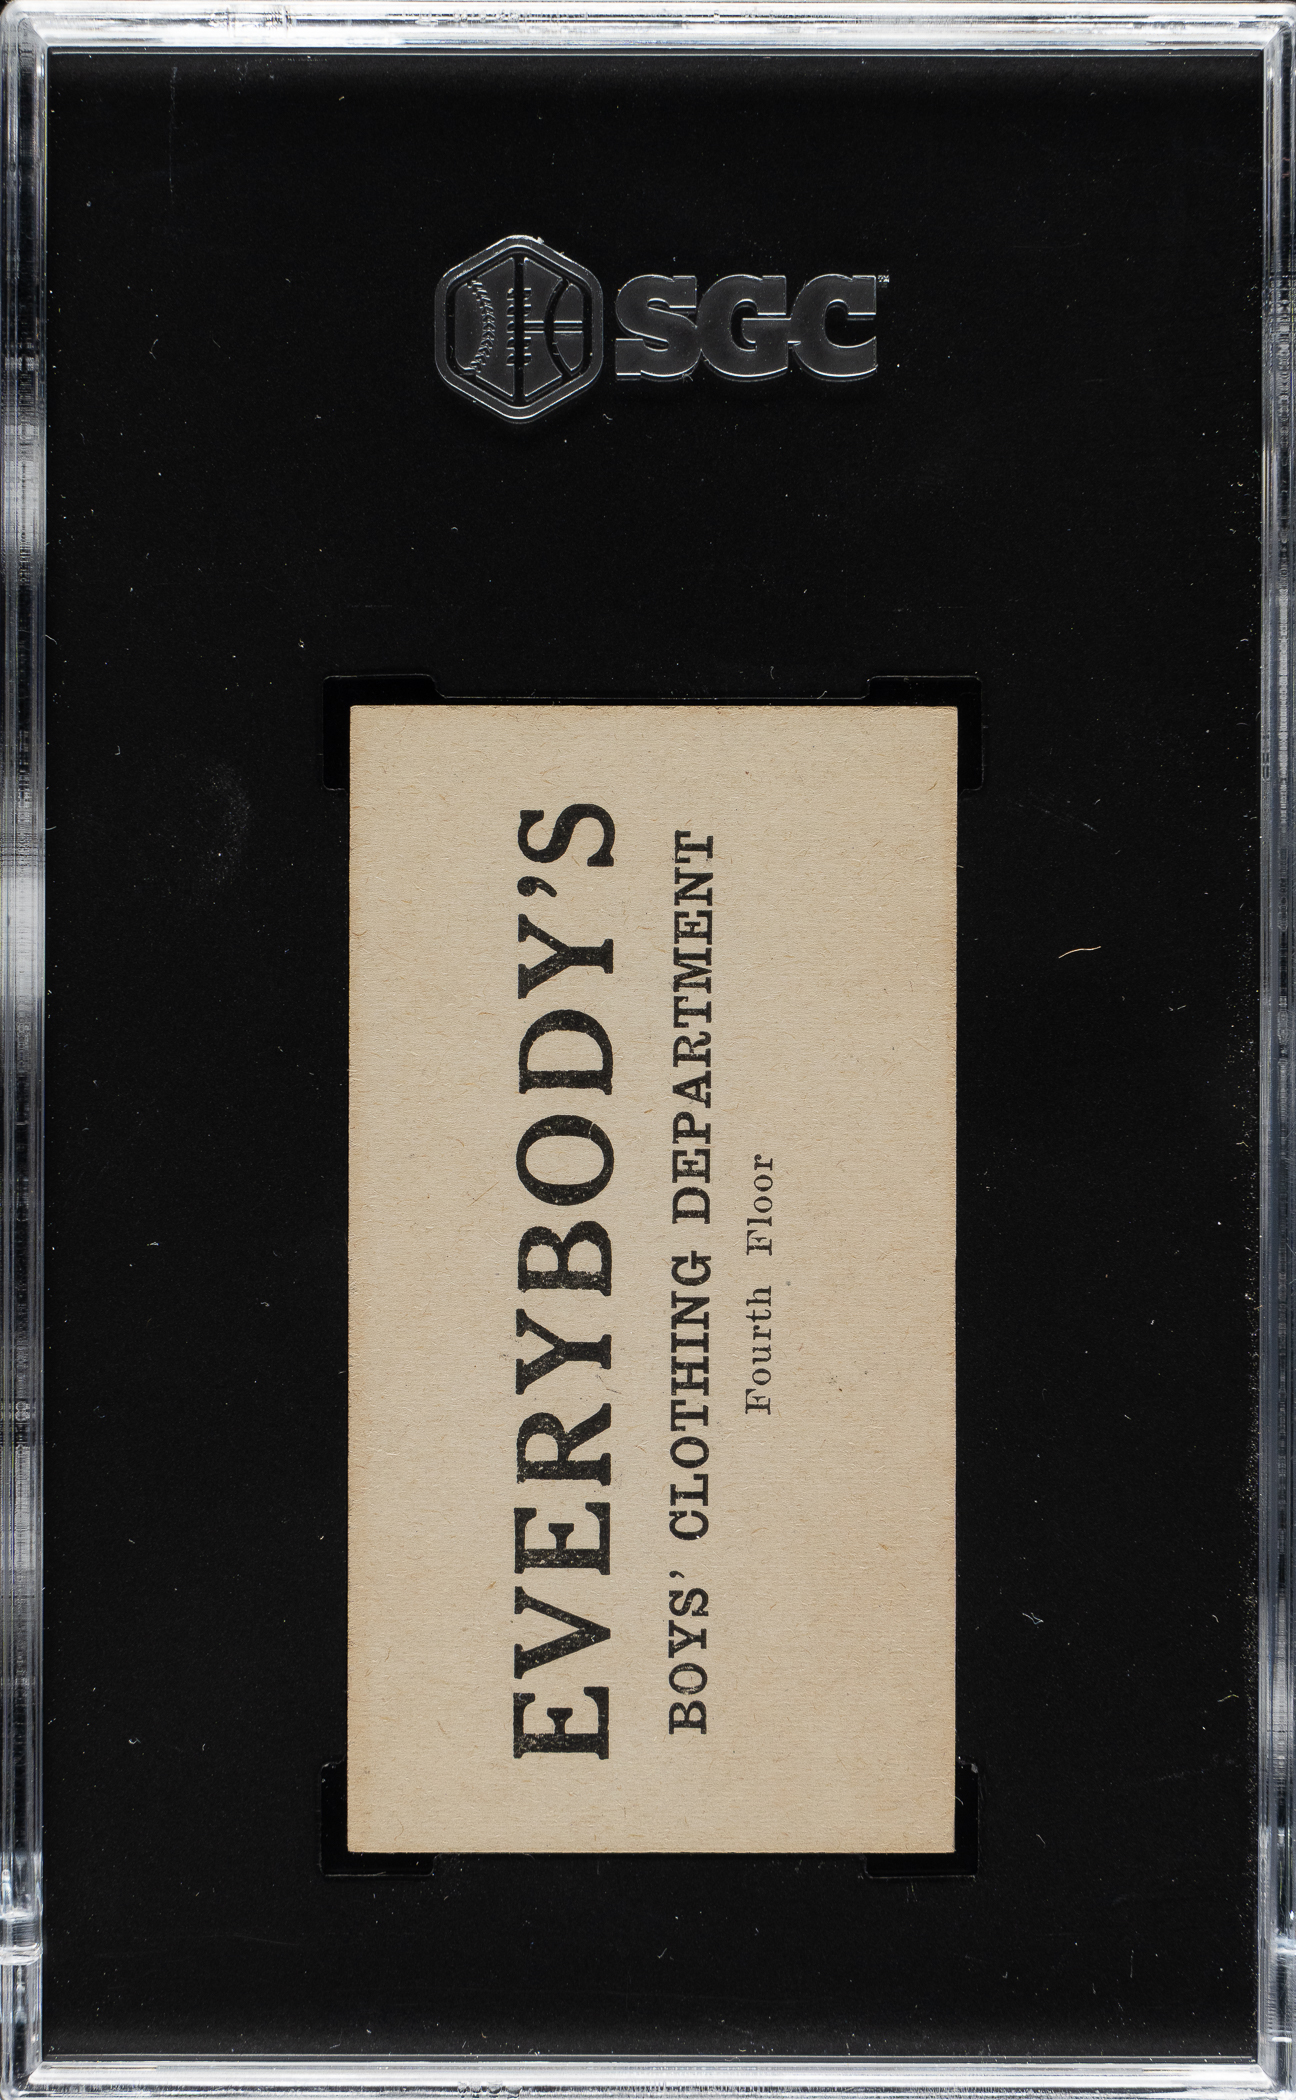 SGC
EVERYBODY'S
BOYS' CLOTHING DEPARTMENT
Fourth Floor